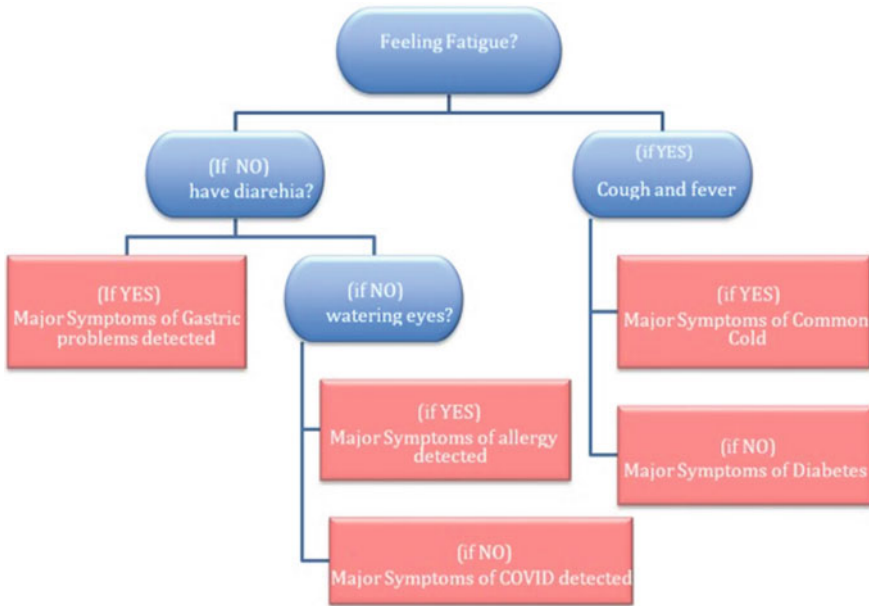 Feeling Fatigue?
(If NO)
have diarehia?
(if YES)
Cough and fever
(If YES)
Major Symptoms of Gastric
problems detected
(if NO)
watering eyes?
(if YES)
Major Symptoms of Common
Cold
(if YES)
Major Symptoms of allergy
detected
(if NO)
Major Symptoms of Diabetes
(if NO)
Major Symptoms of COVID detected